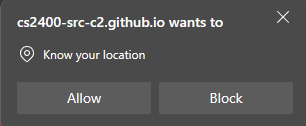 cs2400-src-c2.github.io wants to
Know your location
Allow
Block